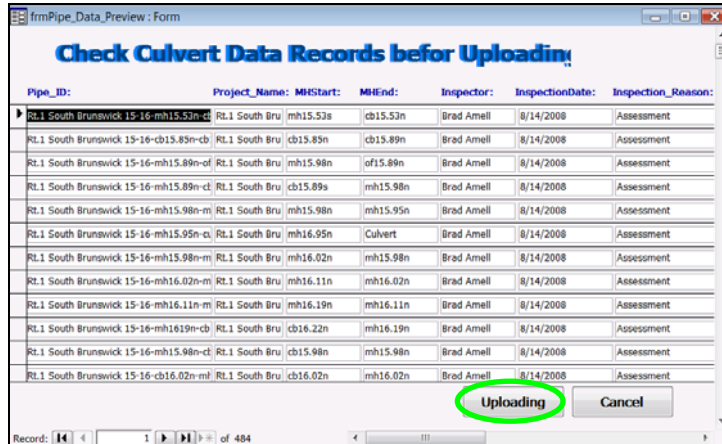 frmPipe_Data_Preview : Form
Check Culvert Data Records befor Uploading
Pipe_ID: Project_Name: MHStart: MHEnd: Inspector: InspectionDate: Inspection_Reason:
Rt.1 South Brunswick 15-16-mh15.53n-cb Rt.1 South Bru mh15.53s cb15.53n Brad Amell 8/14/2008 Assessment
Rt.1 South Brunswick 15-16-cb15.85n-cb Rt.1 South Bru cb15.85n cb15.89n Brad Amell 8/14/2008 Assessment
Rt.1 South Brunswick 15-16-mh15.89n-of Rt.1 South Bru mh15.98n of15.89n Brad Amell 8/14/2008 Assessment
Rt.1 South Brunswick 15-16-mh15.89n-cb Rt.1 South Bru cb15.89s mh15.98n Brad Amell 8/14/2008 Assessment
Rt.1 South Brunswick 15-16-mh15.98n-m Rt.1 South Bru mh15.98n mh15.95n Brad Amell 8/14/2008 Assessment
Rt.1 South Brunswick 15-16-mh15.95n-cu Rt.1 South Bru mh16.95n Culvert Brad Amell 8/14/2008 Assessment
Rt.1 South Brunswick 15-16-mh15.98n-m Rt.1 South Bru mh16.02n mh15.98n Brad Amell 8/14/2008 Assessment
Rt.1 South Brunswick 15-16-mh16.02n-m Rt.1 South Bru mh16.11n mh16.02n Brad Amell 8/14/2008 Assessment
Rt.1 South Brunswick 15-16-mh16.11n-m Rt.1 South Bru mh16.19n mh16.11n Brad Amell 8/14/2008 Assessment
Rt.1 South Brunswick 15-16-mh1619n-cb Rt.1 South Bru cb16.22n mh16.19n Brad Amell 8/14/2008 Assessment
Rt.1 South Brunswick 15-16-mh15.98n-cb Rt.1 South Bru cb15.98n mh15.98n Brad Amell 8/14/2008 Assessment
Rt.1 South Brunswick 15-16-cb16.02n-mh Rt.1 South Bru cb16.02n mh16.02n Brad Amell 8/14/2008 Assessment
Uploading Cancel
Record: 1 of 484